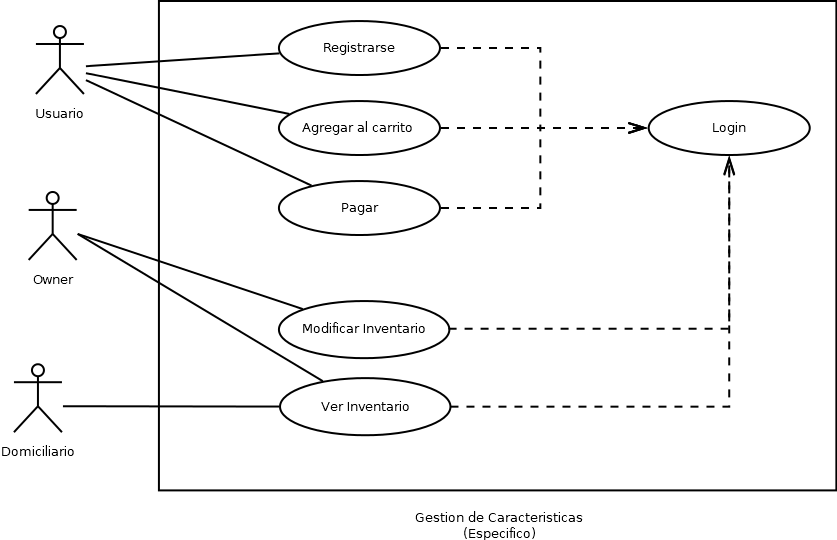 Registrarse
Usuario
Agregar al carrito
Login
Pagar
Owner
Modificar Inventario
Ver Inventario
Domiciliario
Gestion de Caracteristicas
(Especifico)